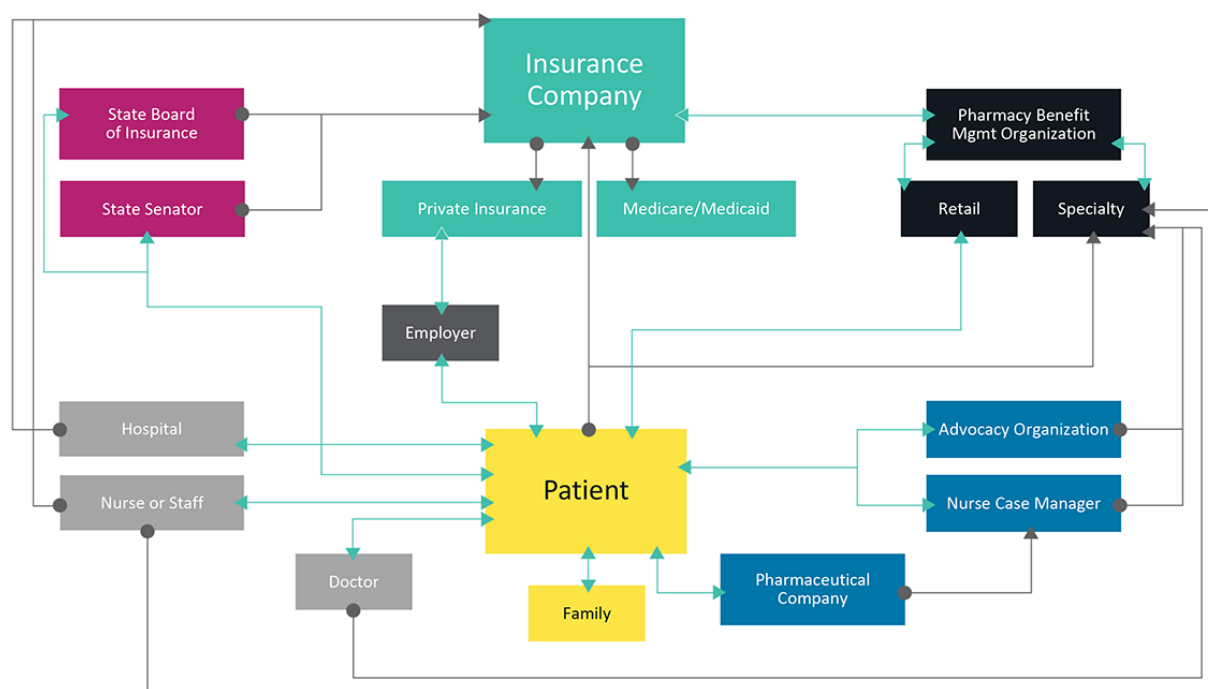 Insurance
Company
State Board
of Insurance
Pharmacy Benefit
Mgmt Organization
State Senator
Private Insurance
Medicare/Medicaid
Retail
Specialty
Employer
Hospital
Advocacy Organization
Nurse or Staff
Patient
Nurse Case Manager
Doctor
Pharmaceutical
Company
Family